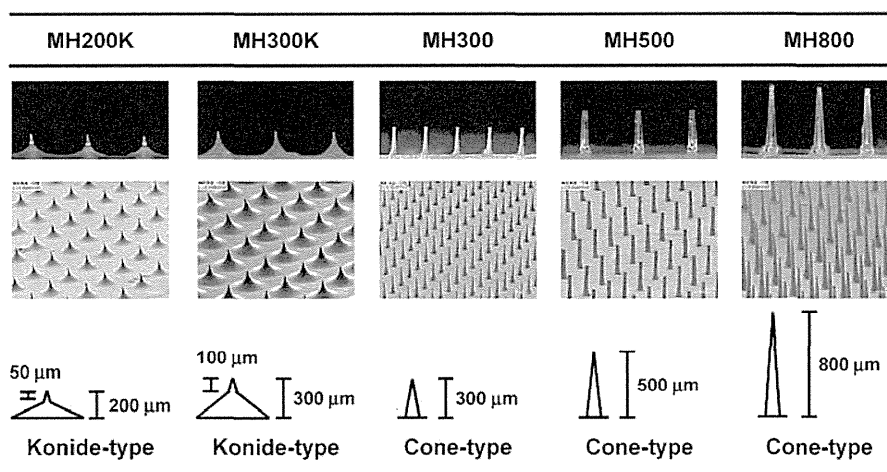 MH200K MH300K MH300 MH500 MH800
50 μm
200 μm
100 μm
300 μm
300 μm
500 μm
800 μm
Konide-type Konide-type Cone-type Cone-type Cone-type